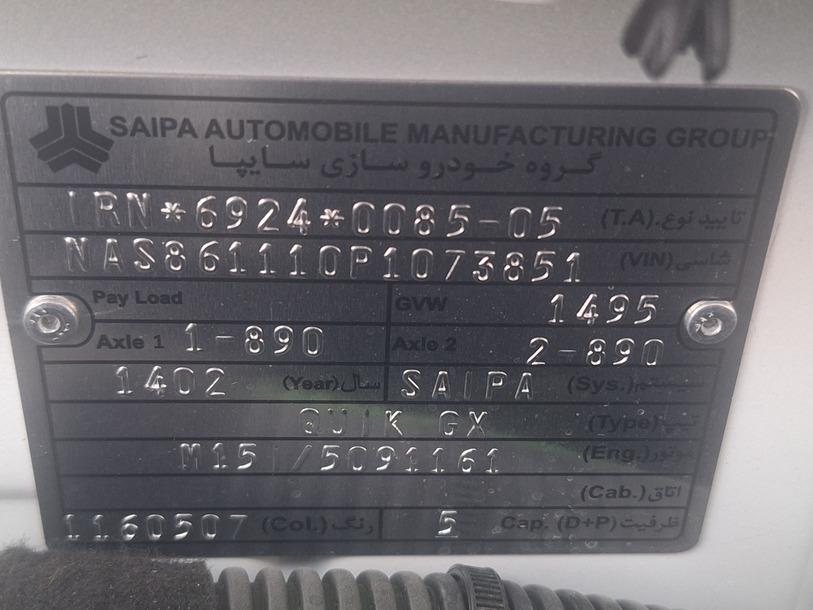 SAIPA AUTOMOBILE MANUFACTURING GROUP
گروه خودرو سازی سایپا
IRN*6924*0085-05 تایید نوع.(T.A)
NAS861110P1073851 شاسی(VIN)
Pay Load GVW 1495
Axle 1 1-890 Axle 2 2-890
1402 سال(Year) SAIPA سیستم(Sys.)
QUIK GX تیپ(Type)
M15/5091161 موتور(Eng.)
اتاق(Cab.)
1160507 رنگ(Col.) 5 ظرفیت(D+P) Cap.